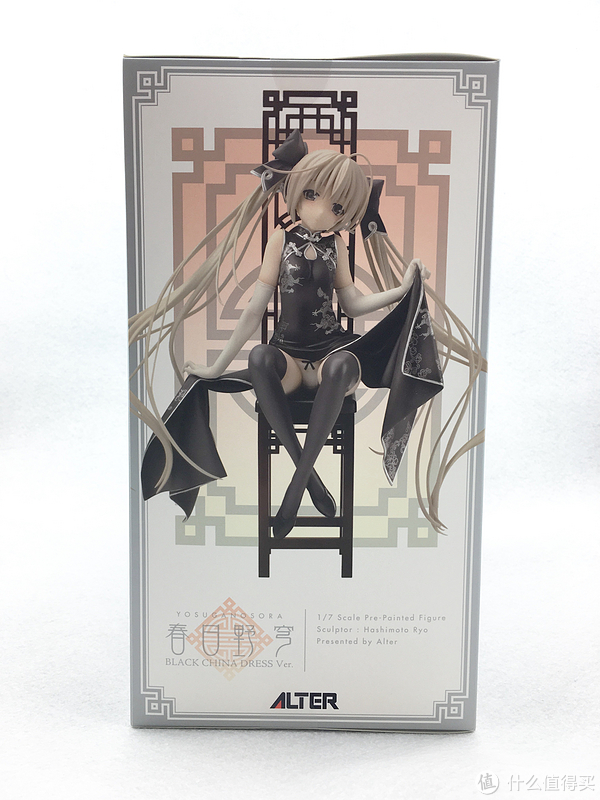 YOSUGANOSORA
春日野穹
BLACK CHINA DRESS Ver.
1/7 Scale Pre-Painted Figure
Sculptor : Hashimoto Ryo
Presented by Alter
ALTER
值 什么值得买